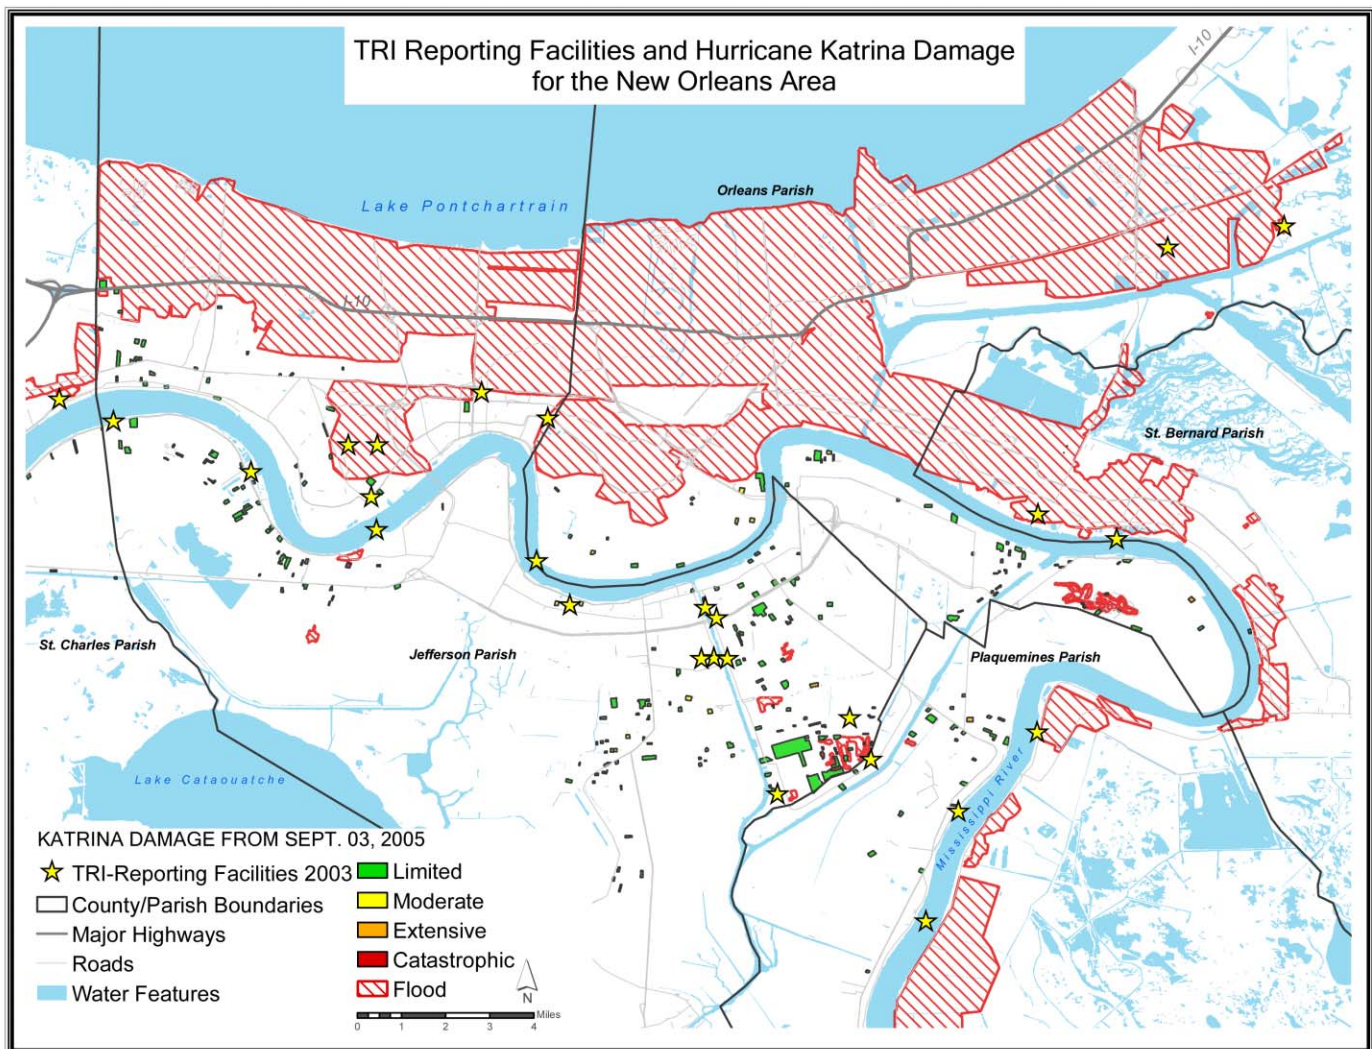 TRI Reporting Facilities and Hurricane Katrina Damage
for the New Orleans Area
I-10
Orleans Parish
Lake Pontchartrain
I-10
St. Bernard Parish
St. Charles Parish
Jefferson Parish
Plaquemines Parish
Lake Cataouatche
Mississippi River
KATRINA DAMAGE FROM SEPT. 03, 2005
TRI-Reporting Facilities 2003
County/Parish Boundaries
Major Highways
Roads
Water Features
Limited
Moderate
Extensive
Catastrophic
Flood
N
Miles
0 1 2 3 4